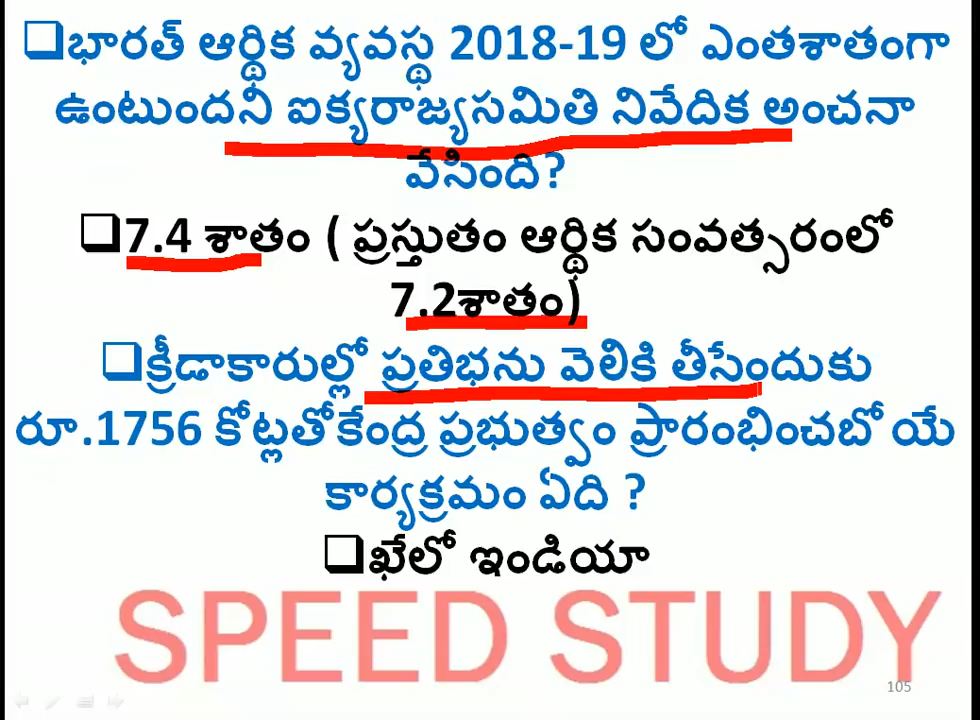 ❑భారత్ ఆర్థిక వ్యవస్థ 2018-19 లో ఎంతశాతంగా
ఉంటుందని ఐక్యరాజ్యసమితి నివేదిక అంచనా
వేసింది?
❑7.4 శాతం ( ప్రస్తుతం ఆర్థిక సంవత్సరంలో
7.2శాతం)
❑క్రీడాకారుల్లో ప్రతిభను వెలికి తీసేందుకు
రూ.1756 కోట్లతోకేంద్ర ప్రభుత్వం ప్రారంభించబోయే
కార్యక్రమం ఏది ?
❑ఖేలో ఇండియా
SPEED STUDY
105